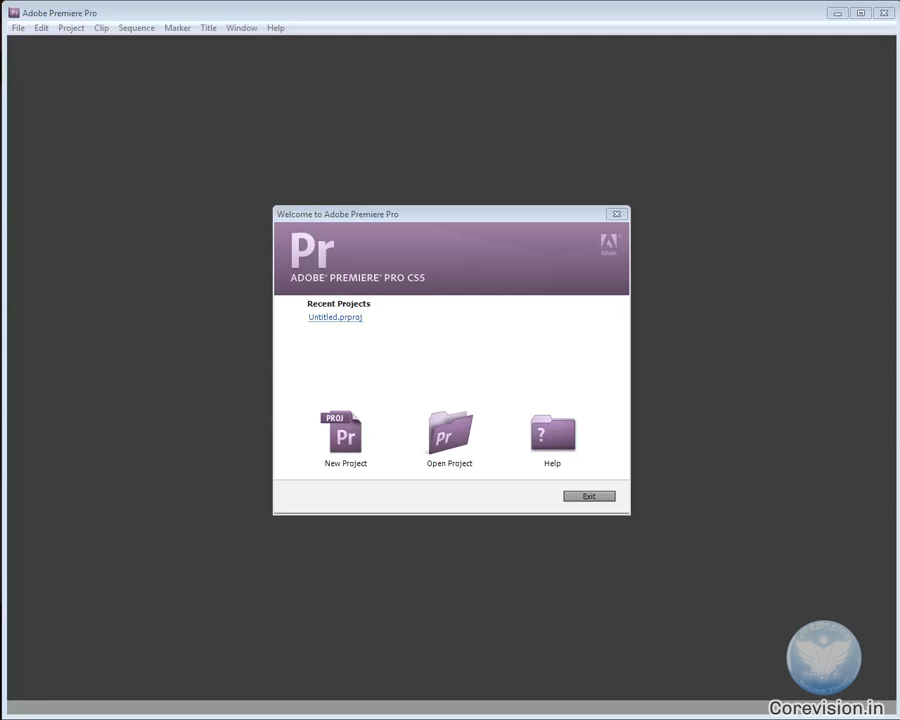 Adobe Premiere Pro
File Edit Project Clip Sequence Marker Title Window Help
Welcome to Adobe Premiere Pro
Pr
Adobe
ADOBE® PREMIERE® PRO CS5
Recent Projects
Untitled.prproj
PROJ
Pr
Pr
?
New Project
Open Project
Help
Exit
Corevision.in